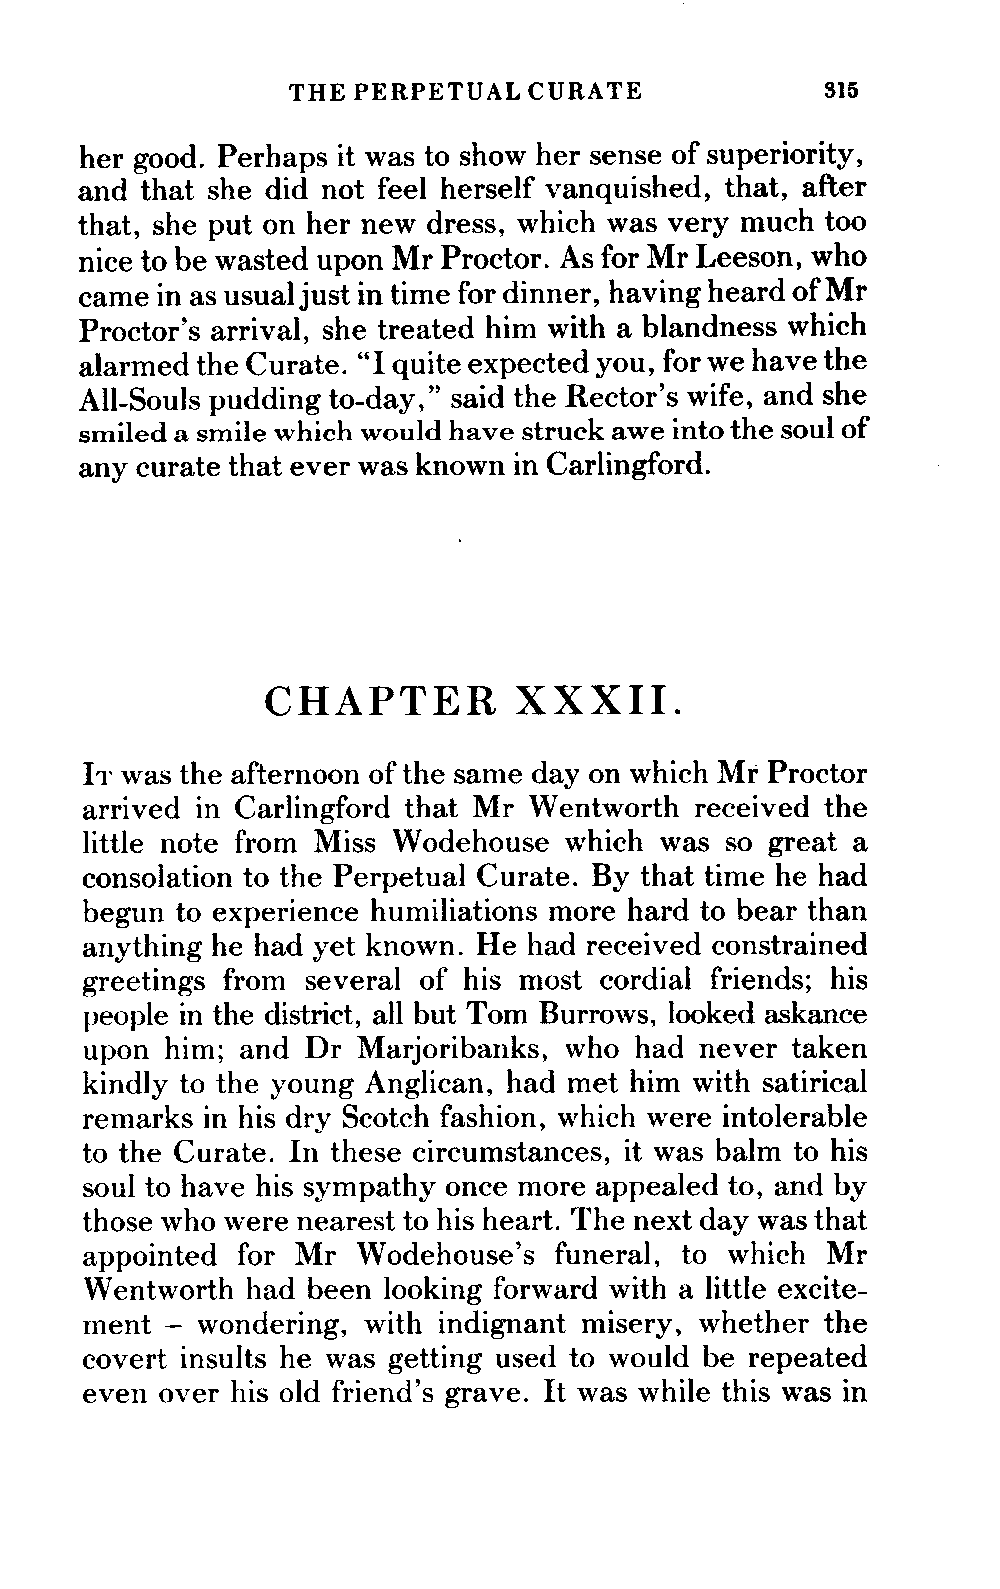 THE PERPETUAL CURATE 315
her good. Perhaps it was to show her sense of superiority,
and that she did not feel herself vanquished, that, after
that, she put on her new dress, which was very much too
nice to be wasted upon Mr Proctor. As for Mr Leeson, who
came in as usual just in time for dinner, having heard of Mr
Proctor's arrival, she treated him with a blandness which
alarmed the Curate. “I quite expected you, for we have the
All-Souls pudding to-day,” said the Rector's wife, and she
smiled a smile which would have struck awe into the soul of
any curate that ever was known in Carlingford.
CHAPTER XXXII.
IT was the afternoon of the same day on which Mr Proctor
arrived in Carlingford that Mr Wentworth received the
little note from Miss Wodehouse which was so great a
consolation to the Perpetual Curate. By that time he had
begun to experience humiliations more hard to bear than
anything he had yet known. He had received constrained
greetings from several of his most cordial friends; his
people in the district, all but Tom Burrows, looked askance
upon him; and Dr Marjoribanks, who had never taken
kindly to the young Anglican, had met him with satirical
remarks in his dry Scotch fashion, which were intolerable
to the Curate. In these circumstances, it was balm to his
soul to have his sympathy once more appealed to, and by
those who were nearest to his heart. The next day was that
appointed for Mr Wodehouse's funeral, to which Mr
Wentworth had been looking forward with a little excite-
ment – wondering, with indignant misery, whether the
covert insults he was getting used to would be repeated
even over his old friend's grave. It was while this was in